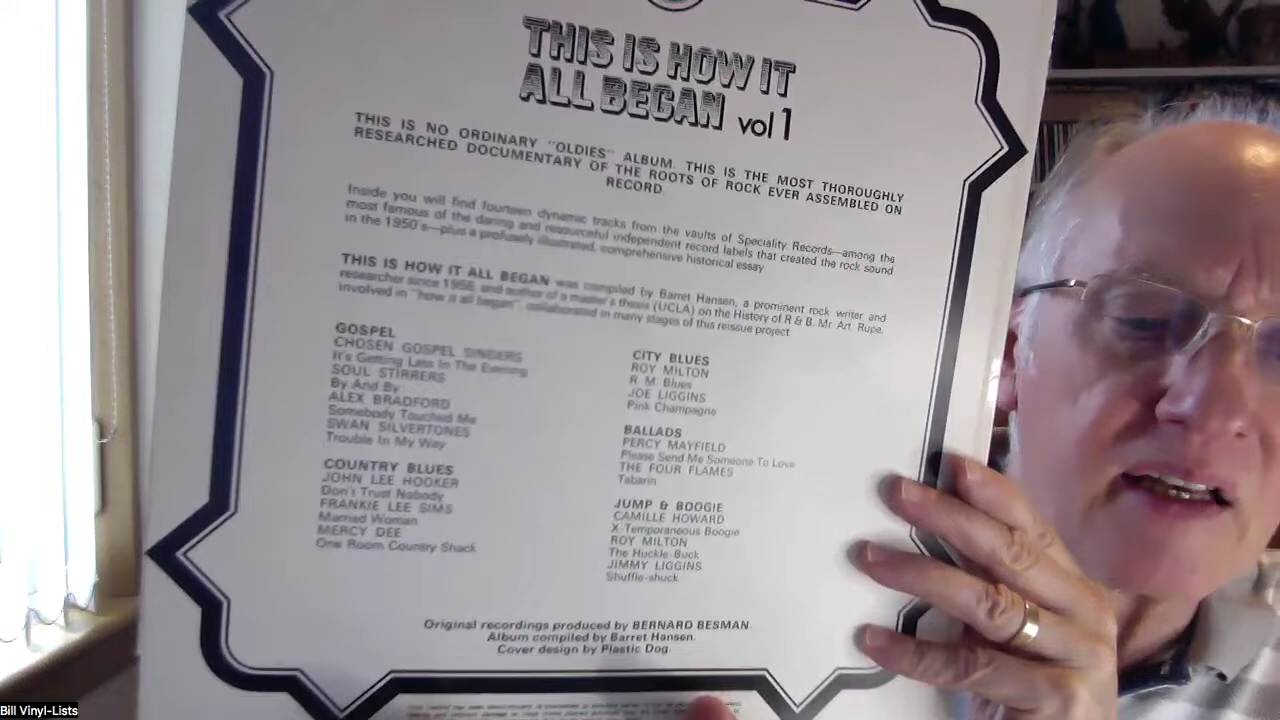 THIS IS HOW IT
ALL BEGAN vol 1
THIS IS NO ORDINARY "OLDIES" ALBUM. THIS IS THE MOST THOROUGHLY
RESEARCHED DOCUMENTARY OF THE ROOTS OF ROCK EVER ASSEMBLED ON
RECORD
Inside you will find fourteen dynamic tracks from the vaults of Speciality Records—among the
most famous of the daring and resourceful independent record labels that created the rock sound
in the 1950's—plus a profusely illustrated, comprehensive historical essay
THIS IS HOW IT ALL BEGAN was compiled by Barret Hansen, a prominent rock writer and
researcher since 1958, and author of a master's thesis (UCLA) on the History of R & B. Mr. Art Rupe,
involved in "how it all began", collaborated in many stages of this reissue project.
GOSPEL
CHOSEN GOSPEL SINGERS
It's Getting Late In The Evening
SOUL STIRRERS
By And By
ALEX BRADFORD
Somebody Touched Me
SWAN SILVERTONES
Trouble In My Way
COUNTRY BLUES
JOHN LEE HOOKER
Don's Trust Nobody
FRANKIE LEE SIMS
Married Woman
MERCY DEE
One Room Country Shack
CITY BLUES
ROY MILTON
R. M. Blues
JOE LIGGINS
Pink Champagne
BALLADS
PERCY MAYFIELD
Please Send Me Someone To Love
THE FOUR FLAMES
Tabarin
JUMP & BOOGIE
CAMILLE HOWARD
X-Temporaneous Boogie
ROY MILTON
The Huckle-Buck
JIMMY LIGGINS
Shuffle-shuck
Original recordings produced by BERNARD BESMAN.
Album compiled by Barret Hansen.
Cover design by Plastic Dog.
Bill Vinyl-Lists